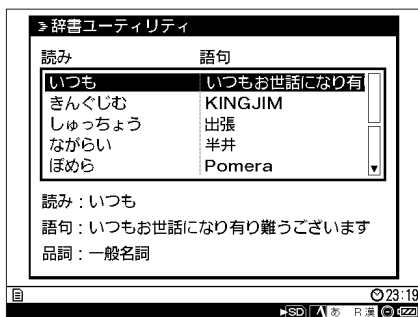 辞書ユーティリティ
読み 語句
いつも いつもお世話になり有
きんぐじむ KINGJIM
しゅっちょう 出張
ながらい 半井
ぽめら Pomera
読み：いつも
語句：いつもお世話になり有り難うございます
品詞：一般名詞
23:19
SD あ R漢